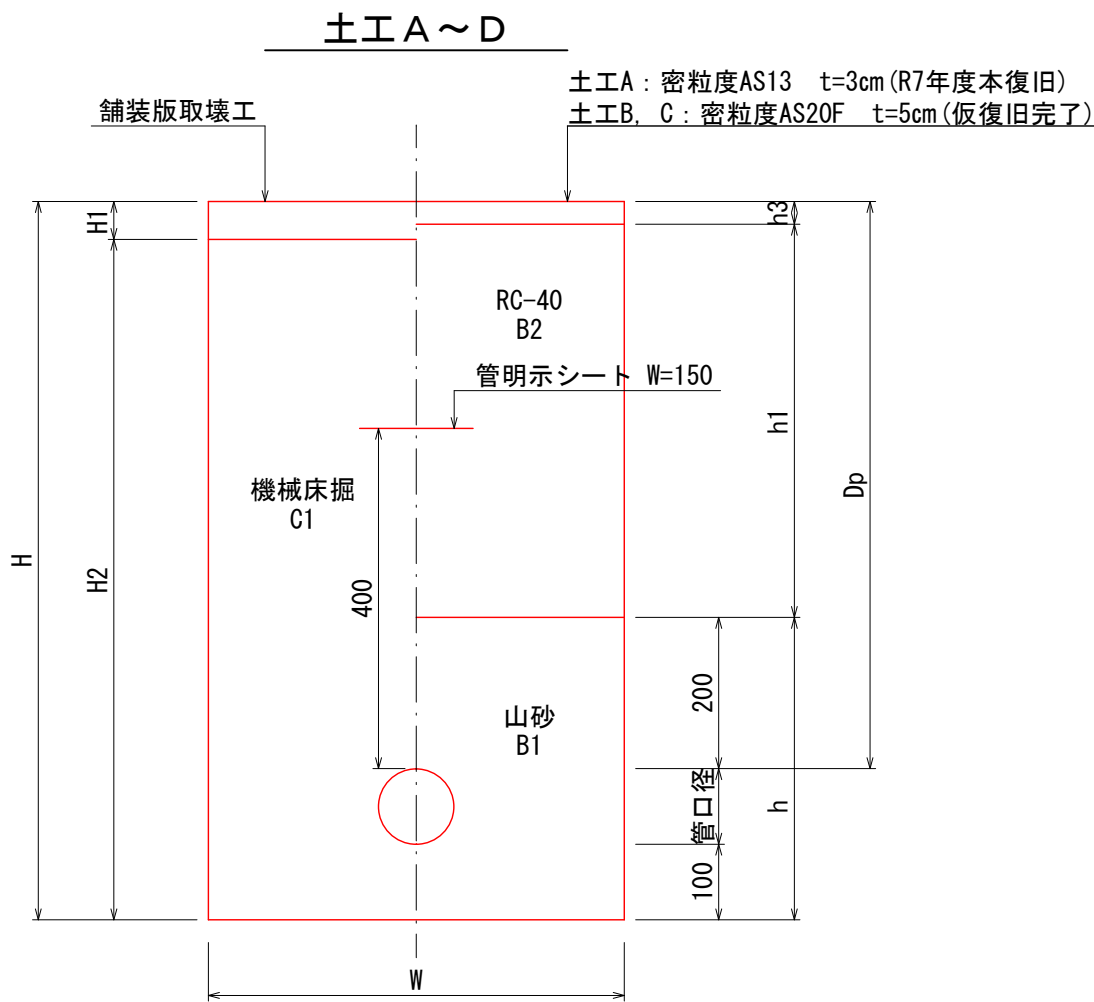 土工A～D
土工A：密粒度AS13　t=3cm(R7年度本復旧)
舗装版取壊工
土工B, C：密粒度AS20F　t=5cm(仮復旧完了)
H1
h3
RC-40
B2
管明示シート W=150
h1
Dp
機械床掘
C1
H
H2
400
200
山砂
B1
管口径
h
100
W